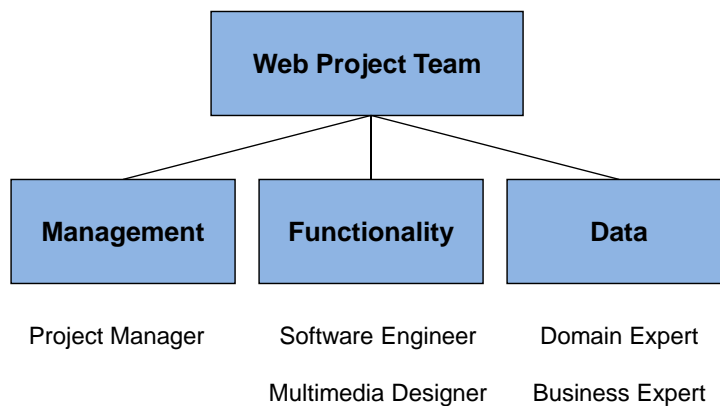 Web Project Team
Management
Functionality
Data
Project Manager
Software Engineer
Domain Expert
Multimedia Designer
Business Expert